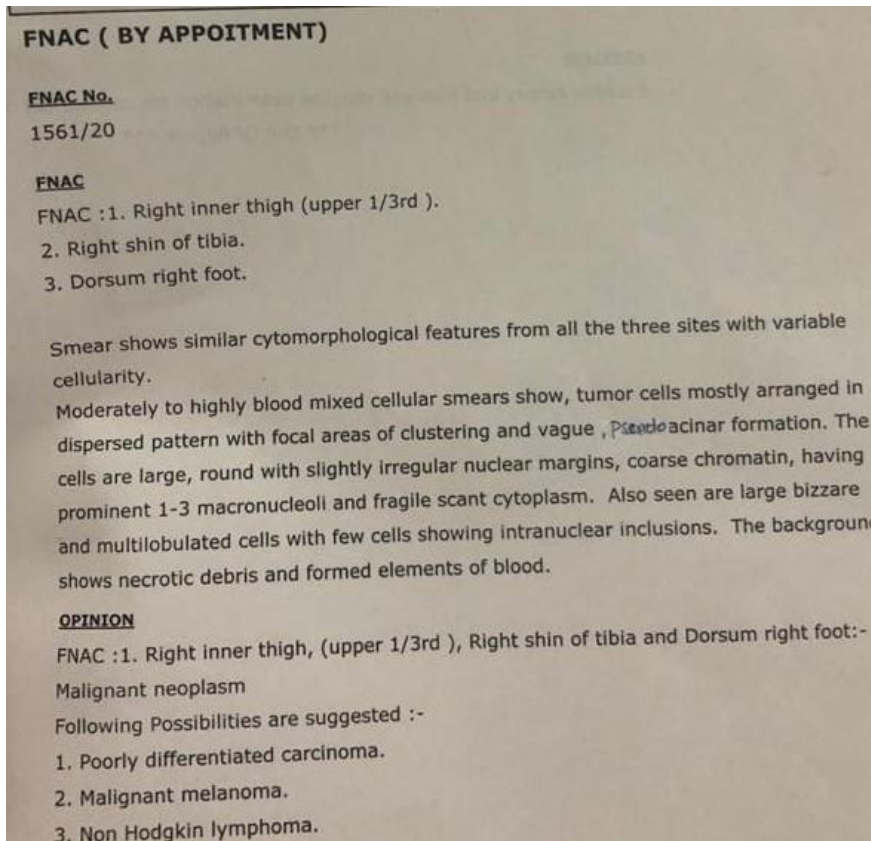 FNAC ( BY APPOITMENT)
FNAC No.
1561/20
FNAC
FNAC :1. Right inner thigh (upper 1/3rd ).
2. Right shin of tibia.
3. Dorsum right foot.
Smear shows similar cytomorphological features from all the three sites with variable
cellularity.
Moderately to highly blood mixed cellular smears show, tumor cells mostly arranged in
dispersed pattern with focal areas of clustering and vague , Pseudoacinar formation. The
cells are large, round with slightly irregular nuclear margins, coarse chromatin, having
prominent 1-3 macronucleoli and fragile scant cytoplasm. Also seen are large bizzare
and multilobulated cells with few cells showing intranuclear inclusions. The background
shows necrotic debris and formed elements of blood.
OPINION
FNAC :1. Right inner thigh, (upper 1/3rd ), Right shin of tibia and Dorsum right foot:-
Malignant neoplasm
Following Possibilities are suggested :-
1. Poorly differentiated carcinoma.
2. Malignant melanoma.
3. Non Hodgkin lymphoma.